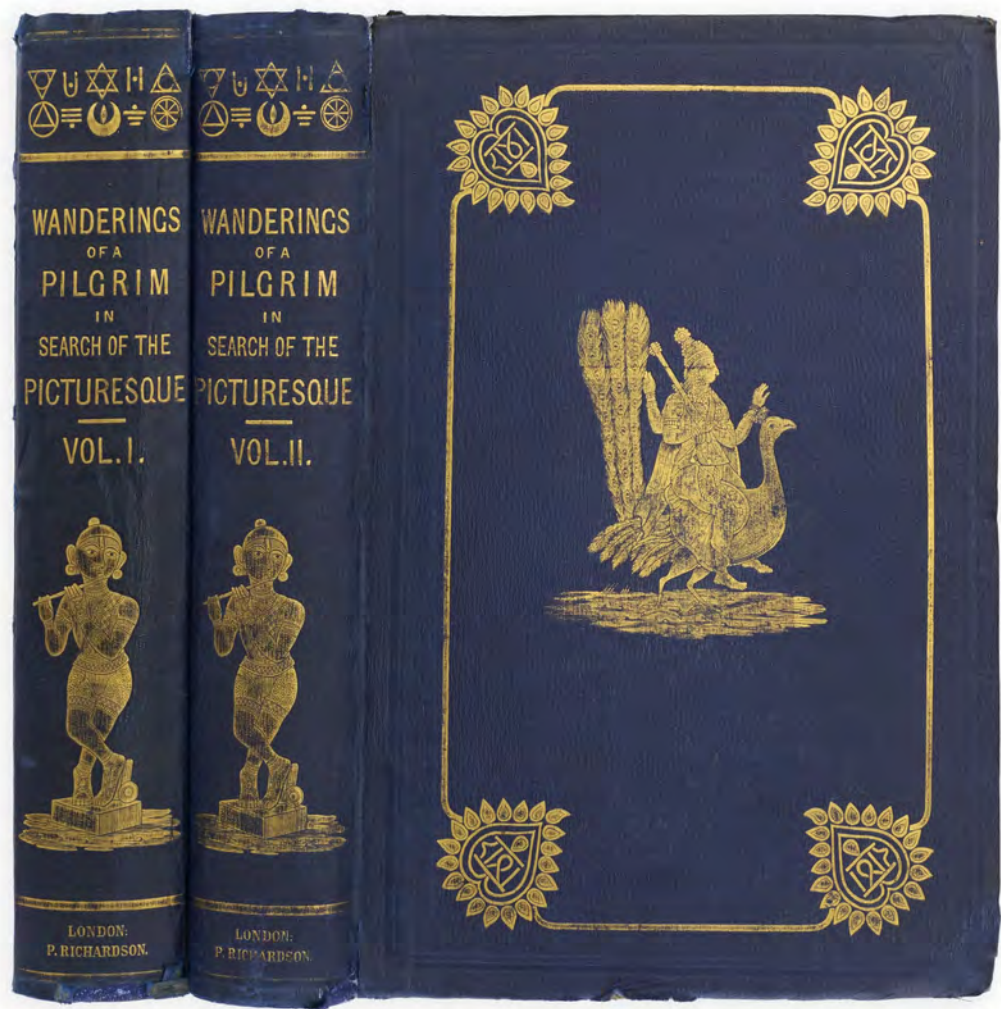 WANDERINGS
OF A
PILGRIM
IN
SEARCH OF THE
PICTURESQUE
VOL. I.
LONDON:
P. RICHARDSON.
WANDERINGS
OF A
PILGRIM
IN
SEARCH OF THE
PICTURESQUE
VOL. II.
LONDON:
P. RICHARDSON.